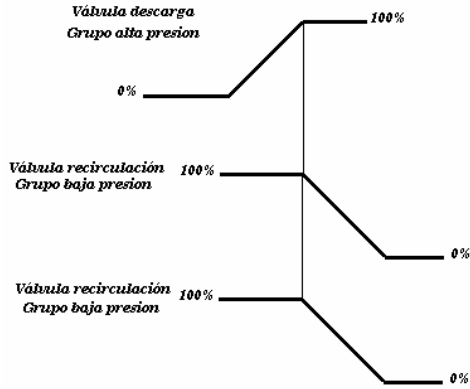 Válvula descarga
Grupo alta presion
100%
0%
Válvula recirculación
Grupo baja presion
100%
0%
Válvula recirculación
Grupo baja presion
100%
0%